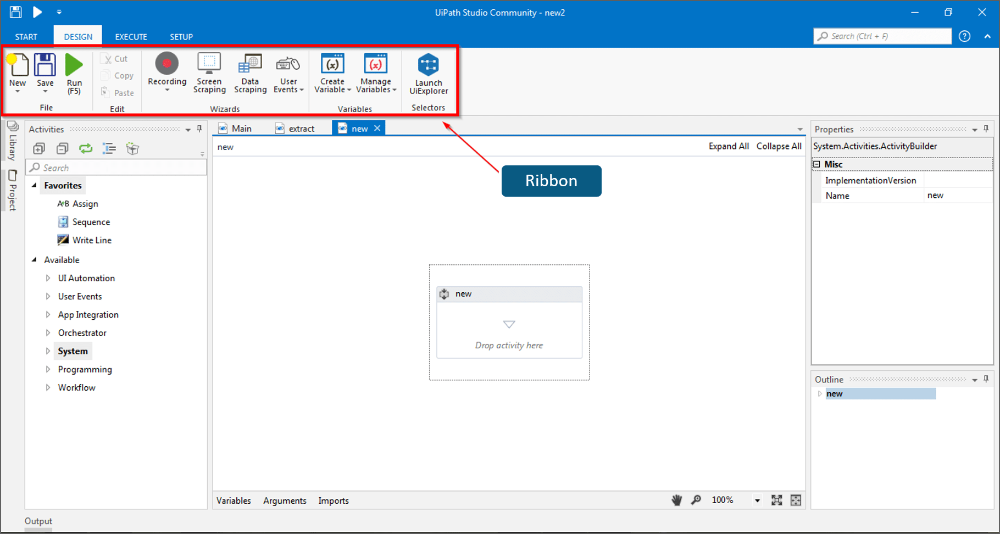 UiPath Studio Community - new2
START DESIGN EXECUTE SETUP
Search (Ctrl + F)
?
New
Save
Run
(F5)
File
Cut
Copy
Paste
Edit
Recording
Screen
Scraping
Data
Scraping
User
Events
Wizards
Create
Variable
Manage
Variables
Variables
Launch
UiExplorer
Selectors
Ribbon
Library
Project
Activities
Search
Favorites
A+B Assign
Sequence
Write Line
Available
UI Automation
User Events
App Integration
Orchestrator
System
Programming
Workflow
Main extract new
new Expand All Collapse All
new
Drop activity here
Variables Arguments Imports 100%
Properties
System.Activities.ActivityBuilder
Misc
ImplementationVersion
Name new
Outline
new
Output